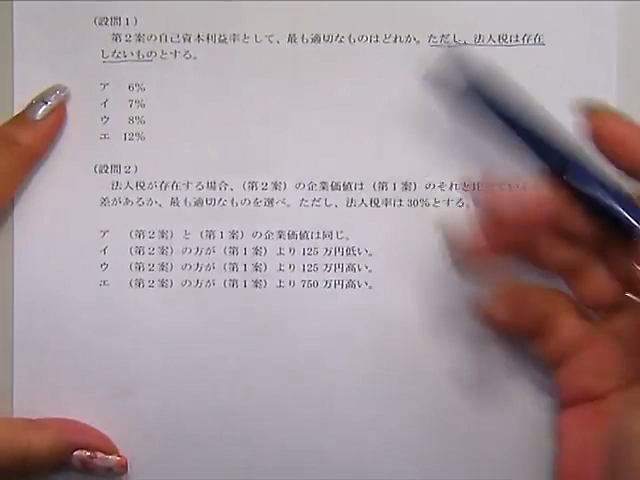 （設問１）
第２案の自己資本利益率として、最も適切なものはどれか。ただし、法人税は存在
しないものとする。
ア 6%
イ 7%
ウ 8%
エ 12%
（設問２）
法人税が存在する場合、（第２案）の企業価値は（第１案）のそれと
差があるか、最も適切なものを選べ。ただし、法人税率は30%とする。
ア （第２案）と（第１案）の企業価値は同じ。
イ （第２案）の方が（第１案）より125万円低い。
ウ （第２案）の方が（第１案）より125万円高い。
エ （第２案）の方が（第１案）より750万円高い。